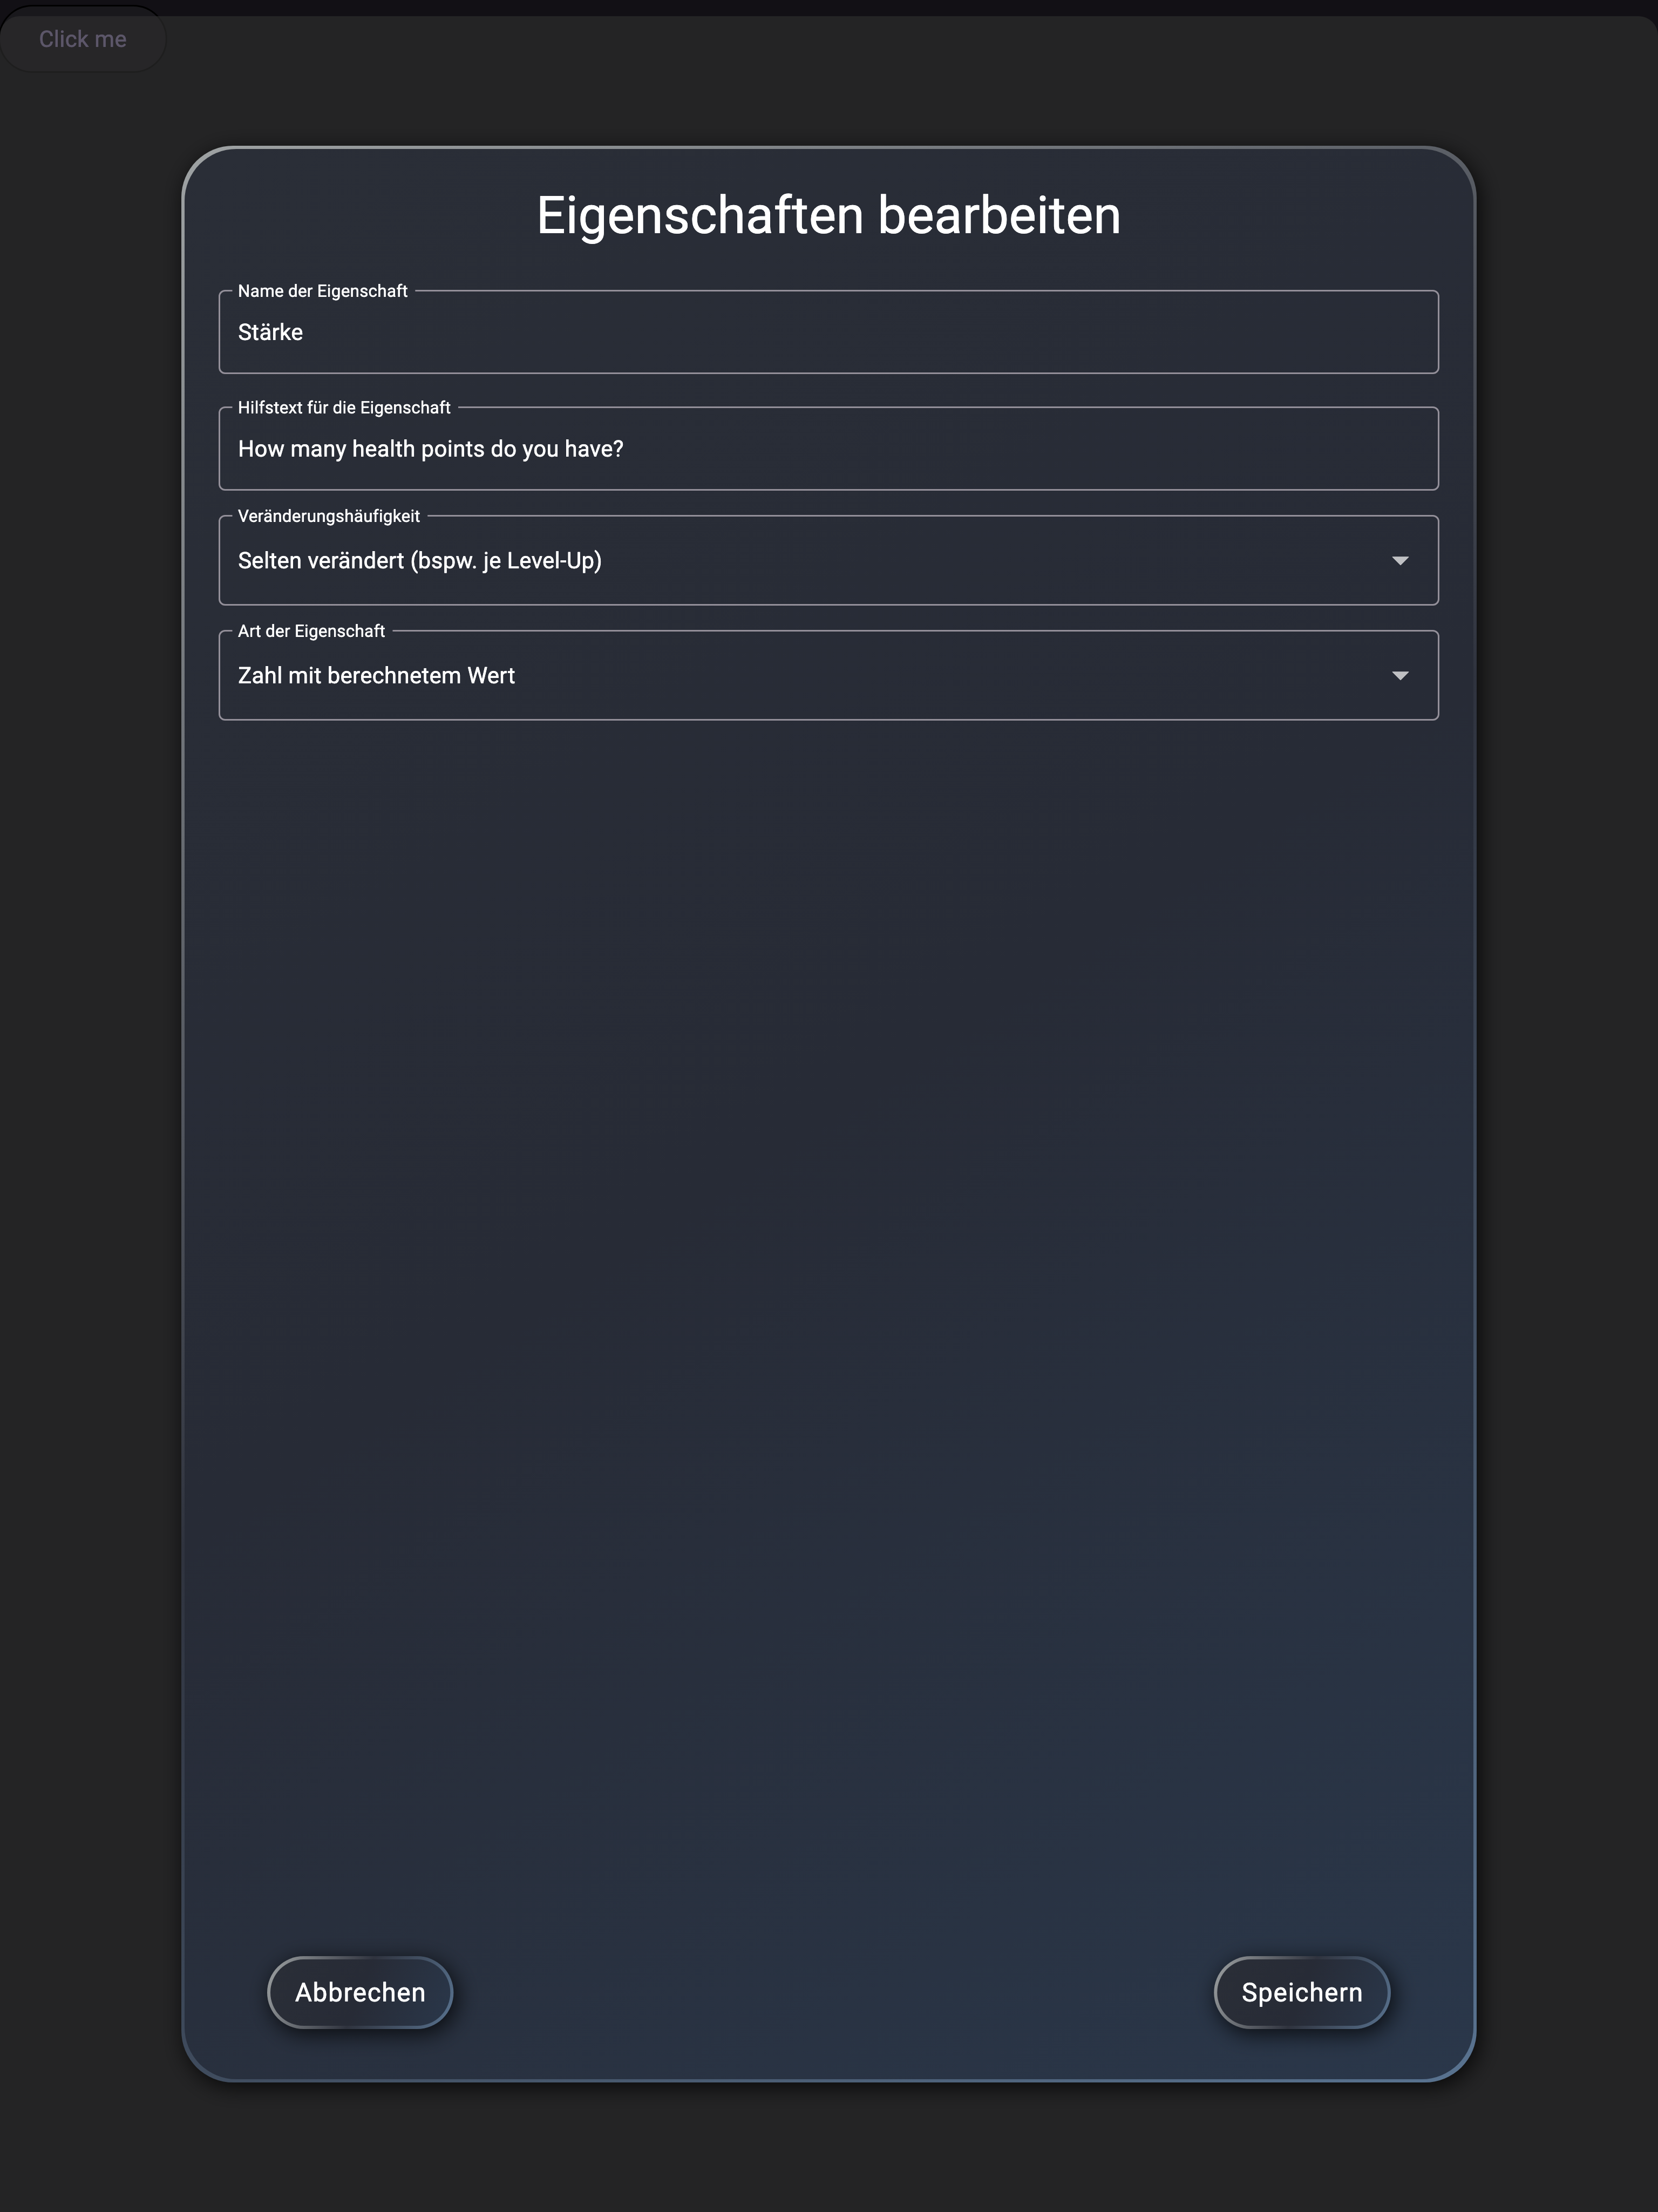 Click me
Eigenschaften bearbeiten
Name der Eigenschaft
Stärke
Hilfstext für die Eigenschaft
How many health points do you have?
Veränderungshäufigkeit
Selten verändert (bspw. je Level-Up)
Art der Eigenschaft
Zahl mit berechnetem Wert
Abbrechen
Speichern